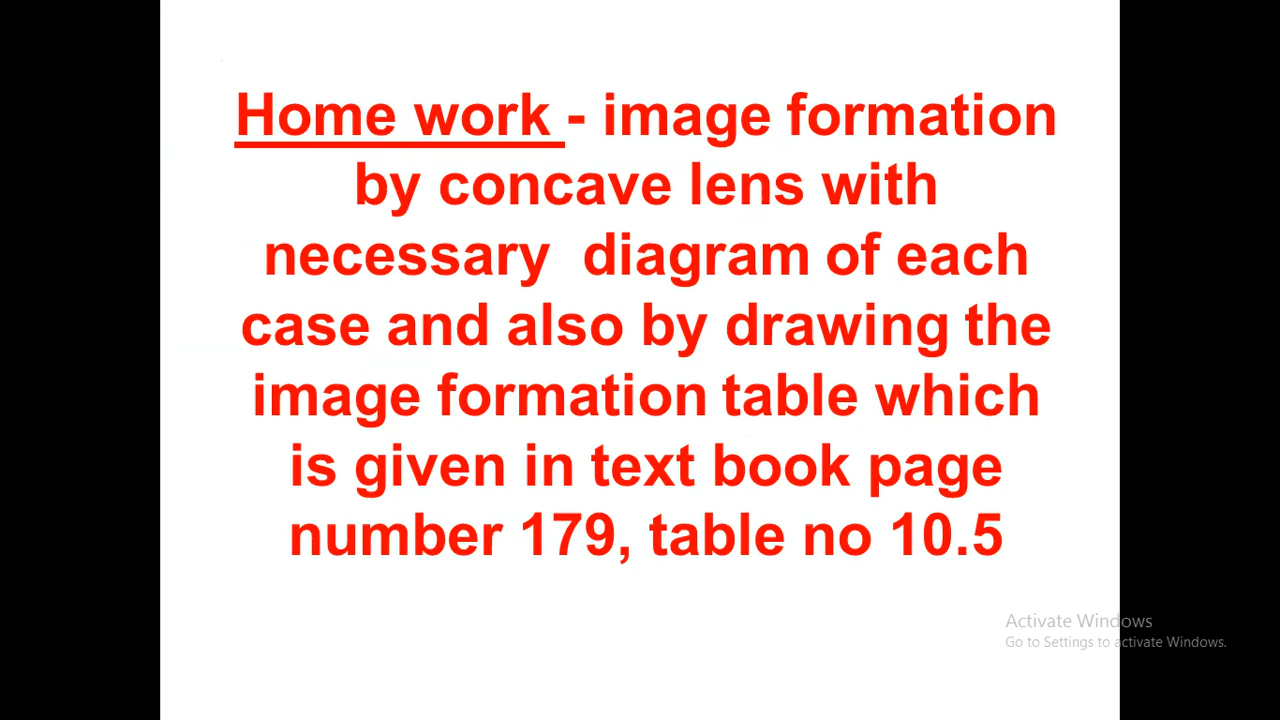 Home work - image formation
by concave lens with
necessary  diagram of each
case and also by drawing the
image formation table which
is given in text book page
number 179, table no 10.5
Activate Windows
Go to Settings to activate Windows.